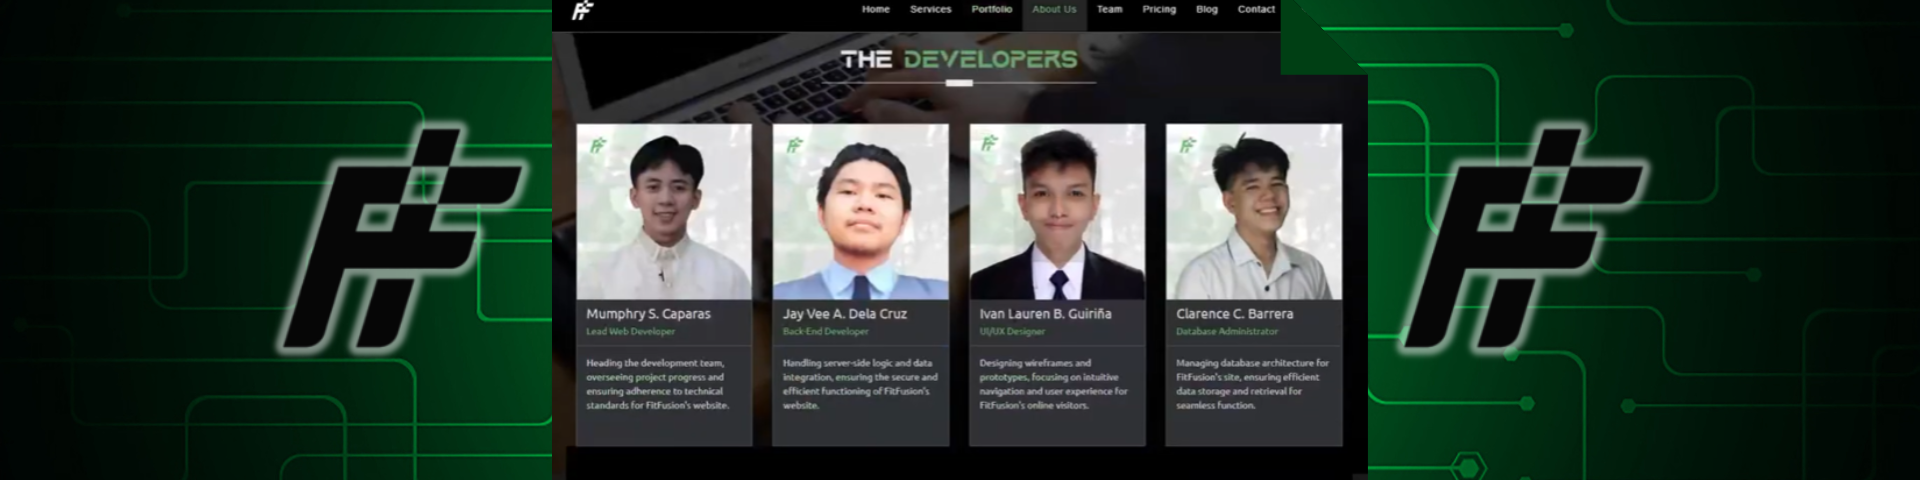 Home Services Portfolio About Us Team Pricing Blog Contact
THE DEVELOPERS
Mumphry S. Caparas
Lead Web Developer
Heading the development team,
overseeing project progress and
ensuring adherence to technical
standards for FitFusion's website.
Jay Vee A. Dela Cruz
Back-End Developer
Handling server-side logic and data
integration, ensuring the secure and
efficient functioning of FitFusion's
website.
Ivan Lauren B. Guiriña
UI/UX Designer
Designing wireframes and
prototypes, focusing on intuitive
navigation and user experience for
FitFusion's online visitors.
Clarence C. Barrera
Database Administrator
Managing database architecture for
FitFusion's site, ensuring efficient
data storage and retrieval for
seamless function.